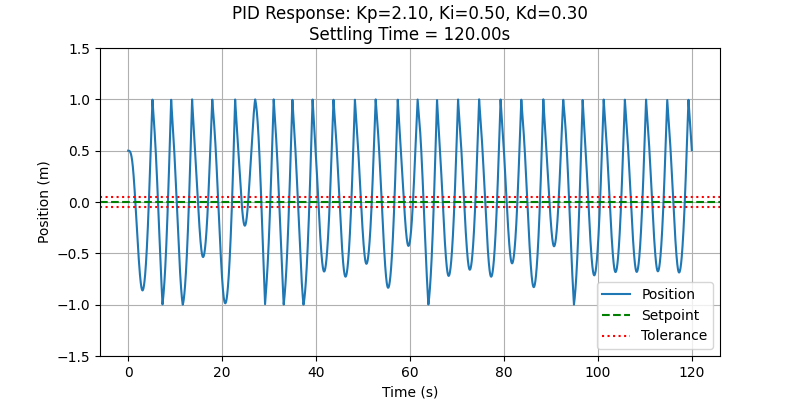 PID Response: Kp=2.10, Ki=0.50, Kd=0.30
Settling Time = 120.00s
1.5
1.0
0.5
0.0
−0.5
−1.0
−1.5
Position (m)
Position
Setpoint
Tolerance
0 20 40 60 80 100 120
Time (s)